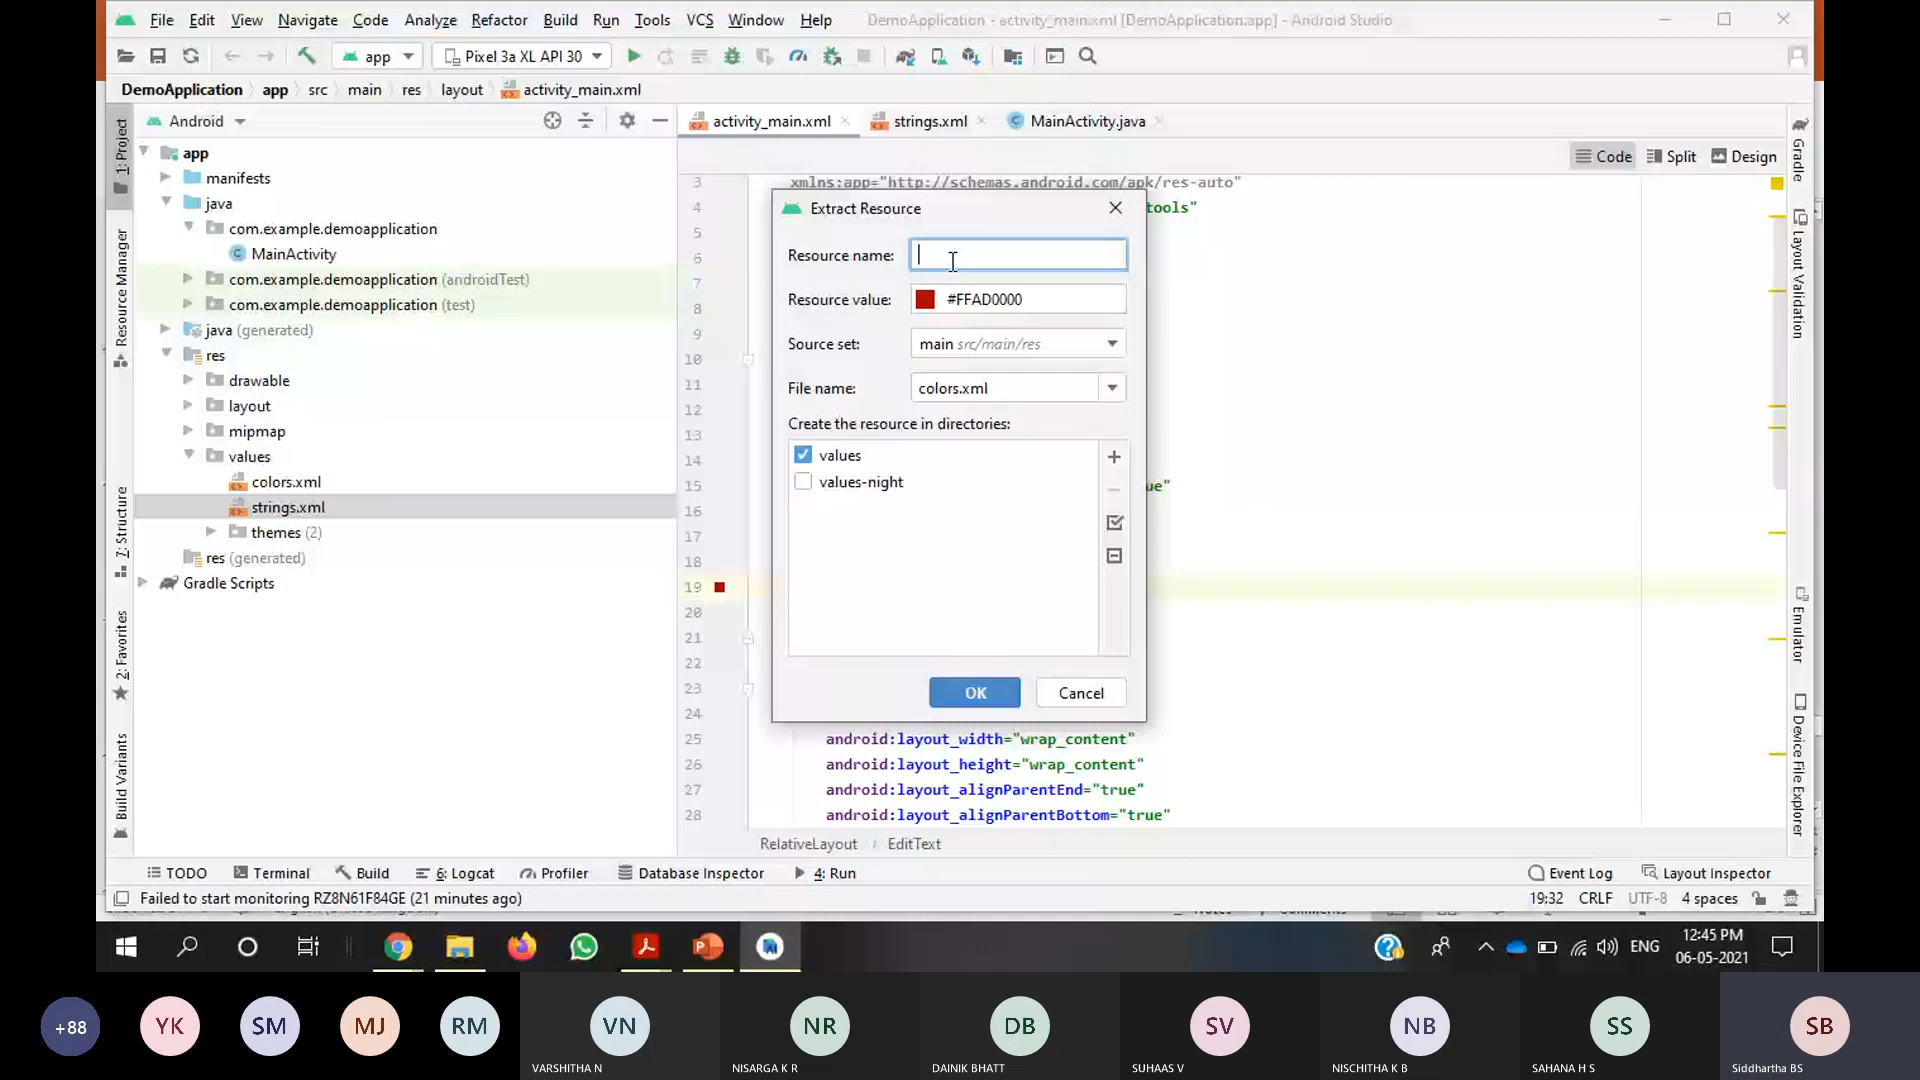 File Edit View Navigate Code Analyze Refactor Build Run Tools VCS Window Help DemoApplication - activity_main.xml [DemoApplication.app] - Android Studio
app Pixel 3a XL API 30
DemoApplication app src main res layout activity_main.xml
1: Project
Resource Manager
7: Structure
2: Favorites
Build Variants
Android
app
manifests
java
com.example.demoapplication
MainActivity
com.example.demoapplication (androidTest)
com.example.demoapplication (test)
java (generated)
res
drawable
layout
mipmap
values
colors.xml
strings.xml
themes (2)
res (generated)
Gradle Scripts
activity_main.xml strings.xml MainActivity.java
Code Split Design
3 xmlns:app="http://schemas.android.com/apk/res-auto"
4 tools"
5
6
7
8
9
10
11
12
13
14
15 ue"
16
17
18
19
20
21
22
23
24
25 android:layout_width="wrap_content"
26 android:layout_height="wrap_content"
27 android:layout_alignParentEnd="true"
28 android:layout_alignParentBottom="true"
RelativeLayout EditText
Extract Resource
Resource name:
Resource value: #FFAD0000
Source set: main src/main/res
File name: colors.xml
Create the resource in directories:
values
values-night
OK Cancel
Gradle
Layout Validation
Emulator
Device File Explorer
TODO Terminal Build 6: Logcat Profiler Database Inspector 4: Run Event Log Layout Inspector
Failed to start monitoring RZ8N61F84GE (21 minutes ago) 19:32 CRLF UTF-8 4 spaces
ENG
12:45 PM
06-05-2021
+88 YK SM MJ RM VN NR DB SV NB SS SB
VARSHITHA N NISARGA K R DAINIK BHATT SUHAAS V NISCHITHA K B SAHANA H S Siddhartha BS